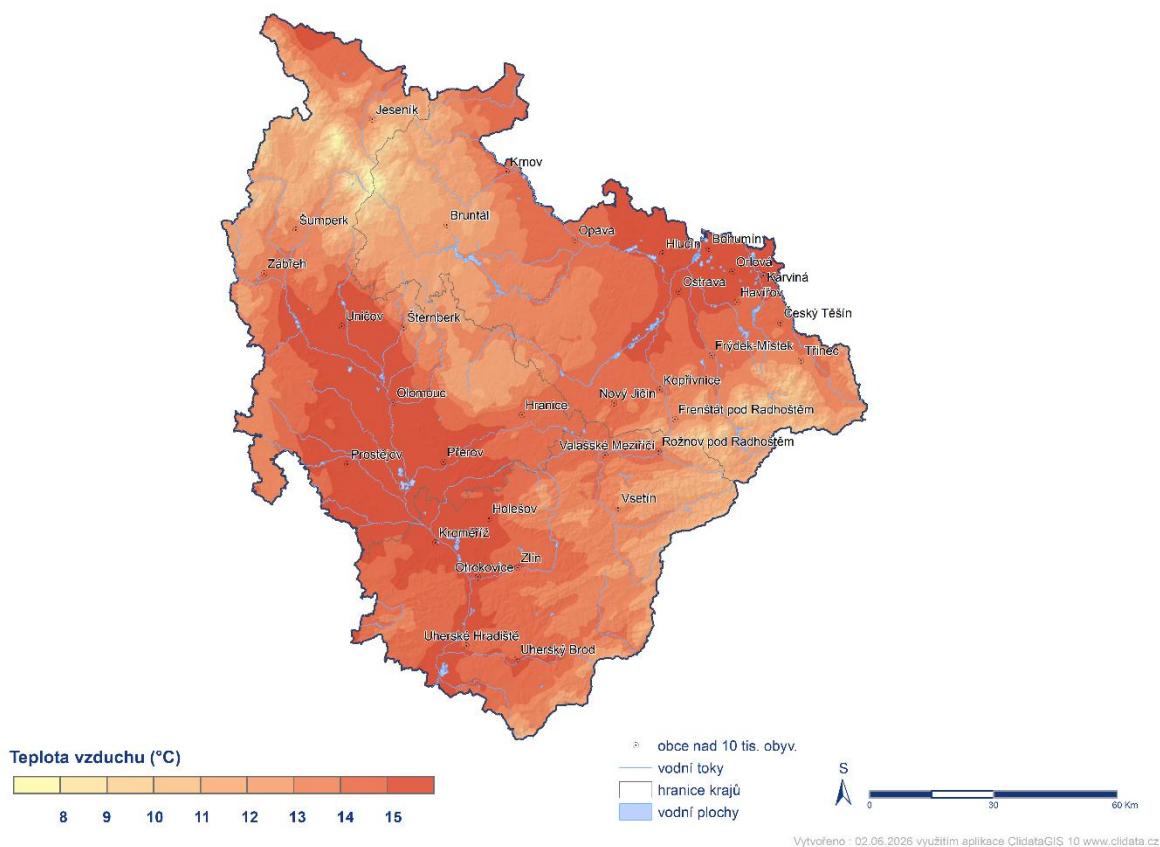 Jeseník
Krnov
Šumperk
Bruntál
Opava
Hlučín
Bohumín
Zábřeh
Orlová
Karviná
Ostrava
Havířov
Uničov
Šternberk
Český Těšín
Frýdek-Místek
Třinec
Olomouc
Nový Jičín
Kopřivnice
Hranice
Frenštát pod Radhoštěm
Prostějov
Přerov
Valašské Meziříčí
Rožnov pod Radhoštěm
Vsetín
Holešov
Kroměříž
Otrokovice
Zlín
Uherské Hradiště
Uherský Brod
Teplota vzduchu (°C)
8 9 10 11 12 13 14 15
obce nad 10 tis. obyv.
vodní toky
hranice krajů
vodní plochy
S
0 30 60 Km
Vytvořeno : 02.06.2026 využitím aplikace ClidataGIS 10 www.clidata.cz